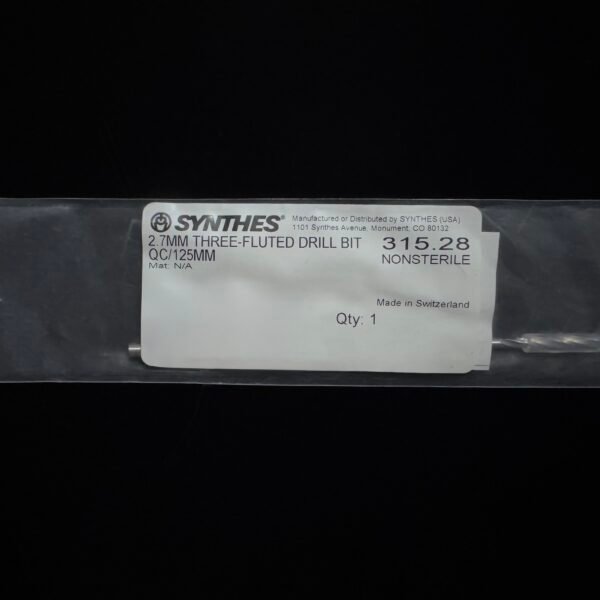 SYNTHES® Manufactured or Distributed by SYNTHES (USA)
1101 Synthes Avenue, Monument, CO 80132
2.7MM THREE-FLUTED DRILL BIT 315.28
QC/125MM NONSTERILE
Mat: N/A
Made in Switzerland
Qty: 1